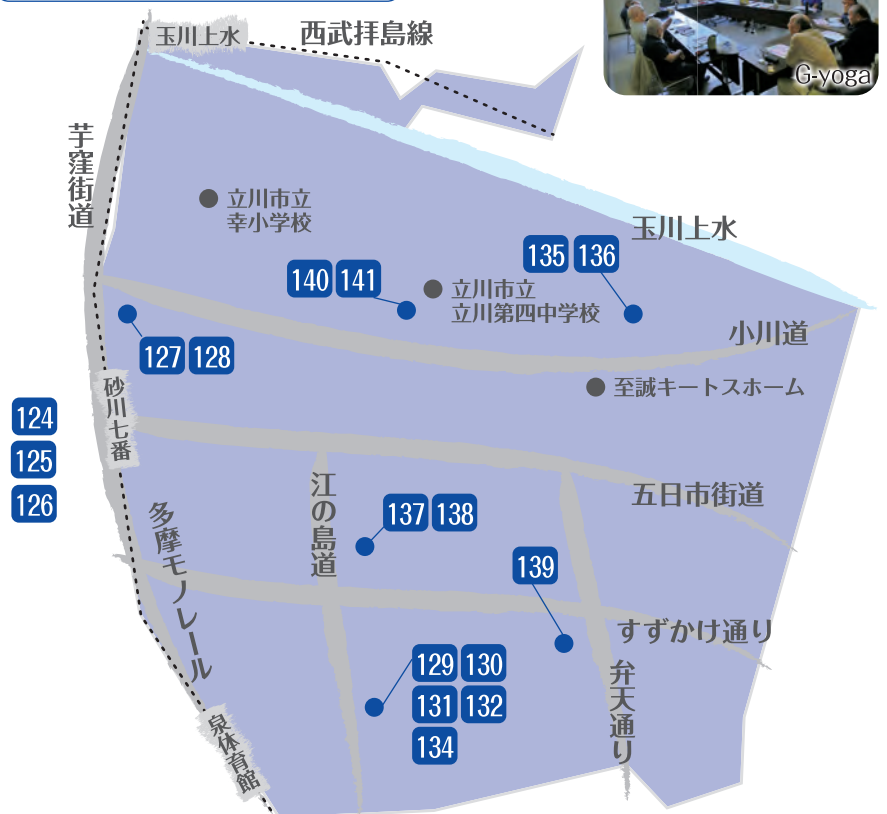 玉川上水
西武拝島線
G-yoga
芋窪街道
立川市立
幸小学校
玉川上水
135 136
140 141
立川市立
立川第四中学校
小川道
127 128
至誠キートスホーム
砂川七番
124
125
126
五日市街道
江の島道
137 138
多摩モノレール
139
すずかけ通り
129 130
131 132
134
弁天通り
泉体育館